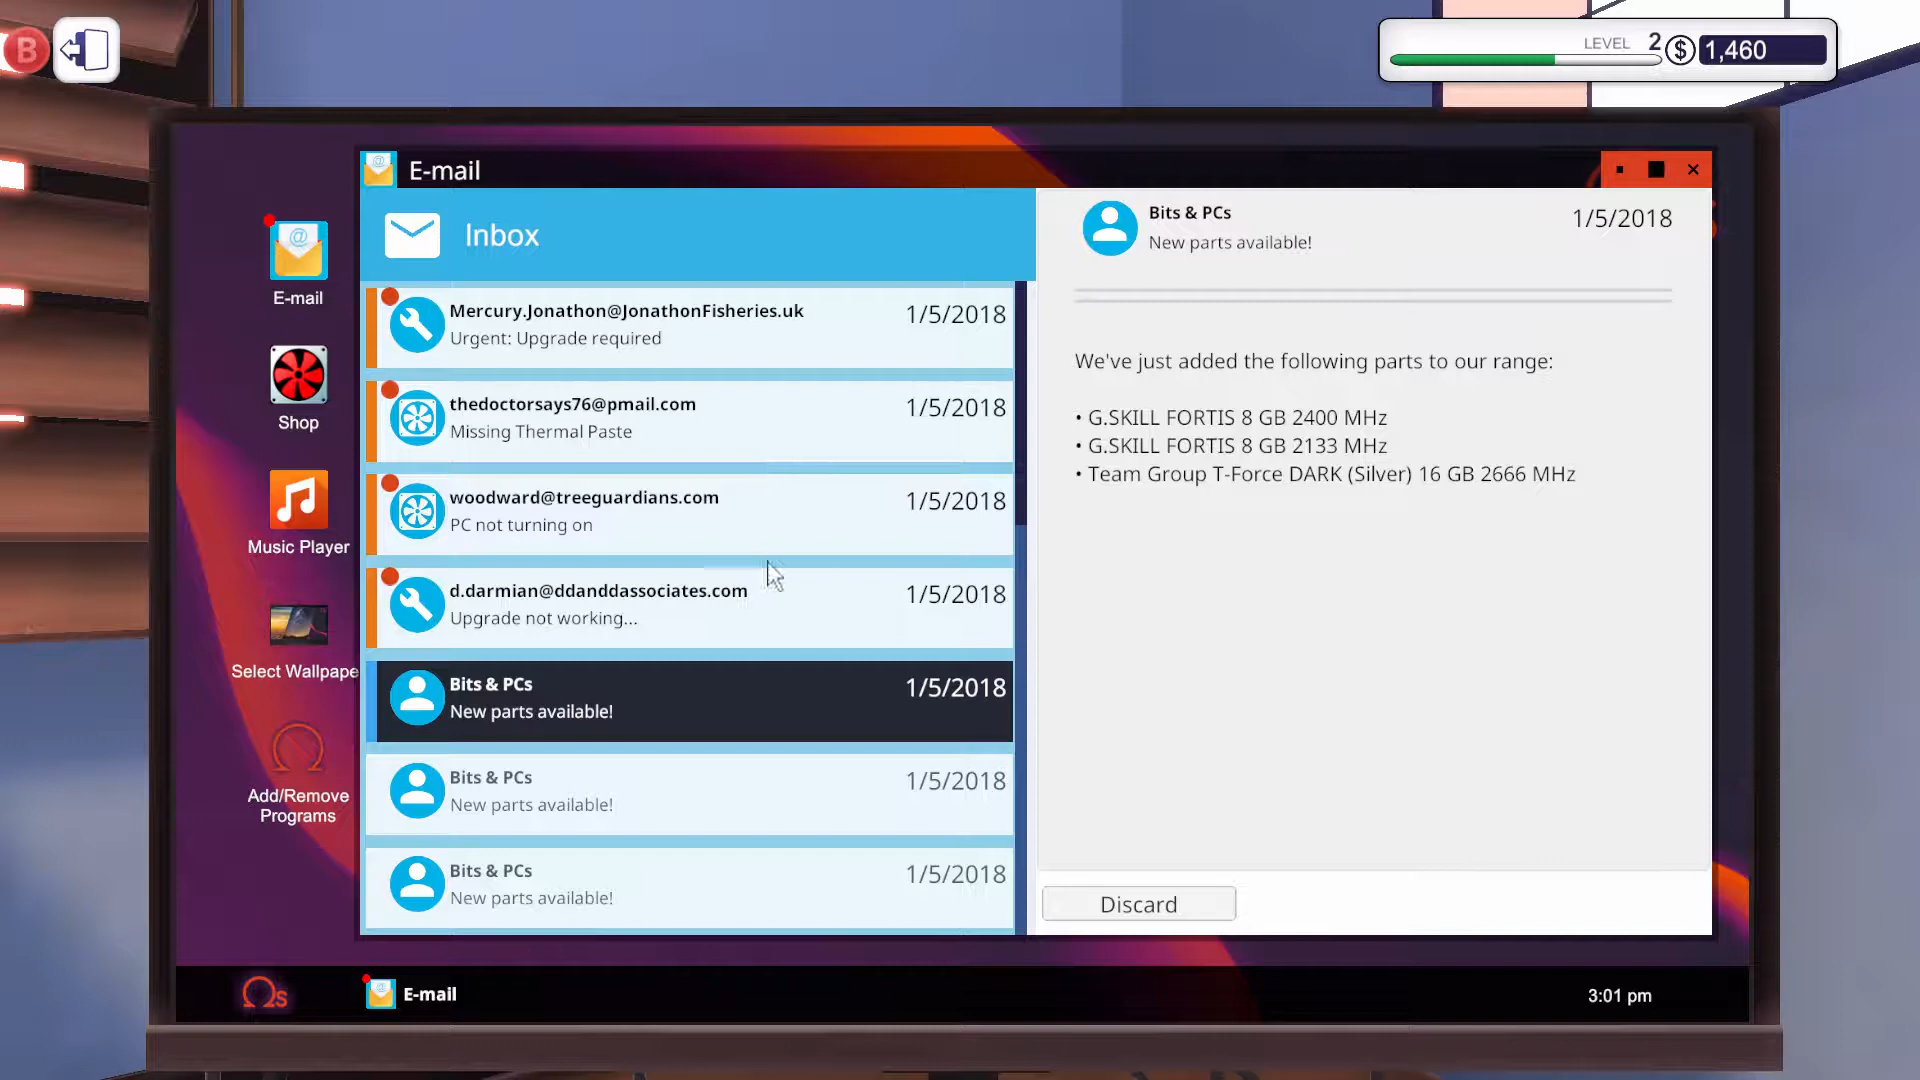 B
LEVEL 2
$ 1,460
E-mail
Inbox
Mercury.Jonathon@JonathonFisheries.uk 1/5/2018
Urgent: Upgrade required
thedoctorsays76@pmail.com 1/5/2018
Missing Thermal Paste
woodward@treeguardians.com 1/5/2018
PC not turning on
d.darmian@ddanddassociates.com 1/5/2018
Upgrade not working...
Bits & PCs 1/5/2018
New parts available!
Bits & PCs 1/5/2018
New parts available!
Bits & PCs 1/5/2018
New parts available!
Bits & PCs 1/5/2018
New parts available!
We've just added the following parts to our range:
• G.SKILL FORTIS 8 GB 2400 MHz
• G.SKILL FORTIS 8 GB 2133 MHz
• Team Group T-Force DARK (Silver) 16 GB 2666 MHz
Discard
E-mail
Shop
Music Player
Select Wallpape
Add/Remove
Programs
Ωs
E-mail
3:01 pm